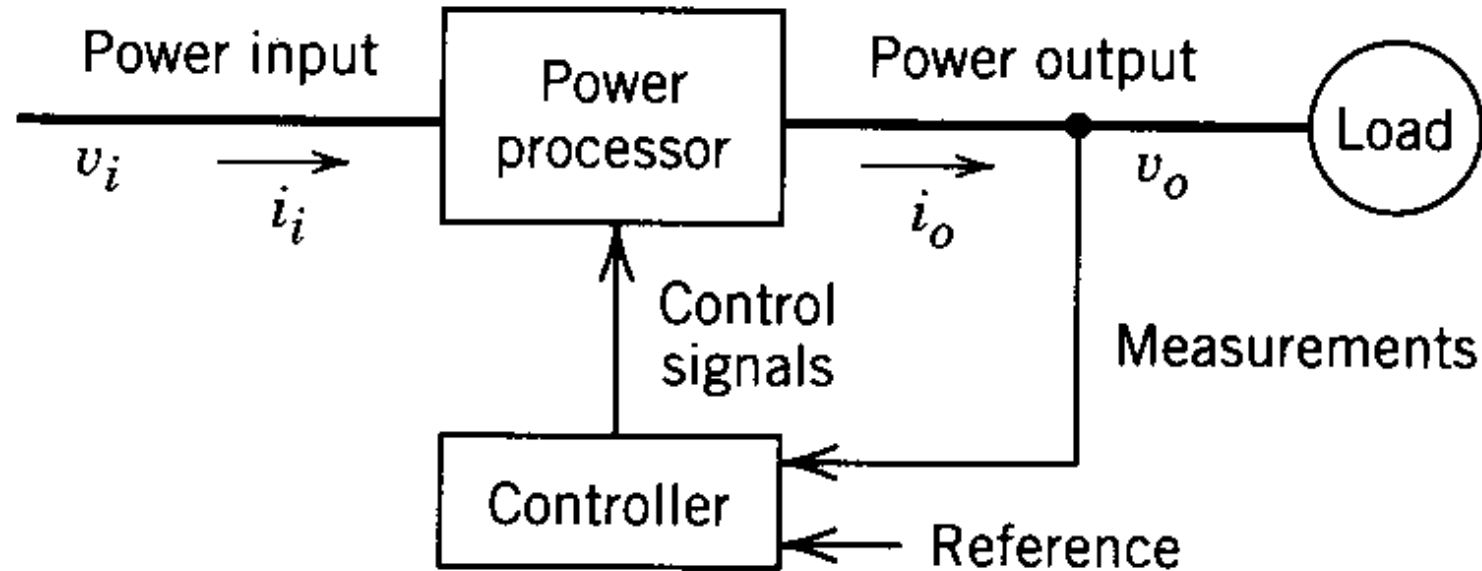 Power input
Power
processor
Power output
Load
v_i
i_i
i_o
v_o
Control
signals
Measurements
Controller
Reference